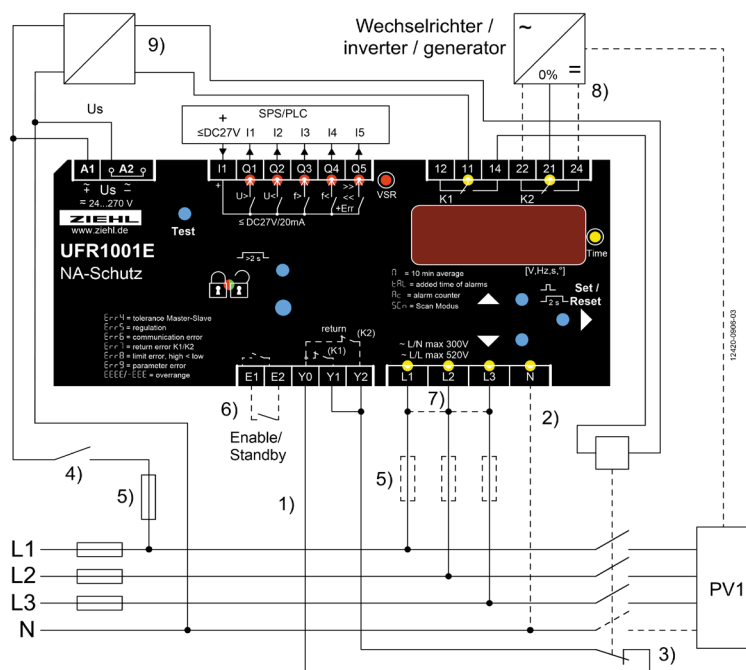 Wechselrichter /
inverter / generator
~
0%
=
8)
9)
Us
SPS/PLC
+
≤DC27V I1 I2 I3 I4 I5
A1 A2
I1 Q1 Q2 Q3 Q4 Q5
12 11 14 22 21 24
~ Us ~
≂ 24...270 V
+ U> U< f> f< >> <<
+Err
VSR
K1 K2
≤ DC27V/20mA
ZIEHL
www.ziehl.de
Test
UFR1001E
NA-Schutz
>2 s
Time
[V,Hz,s,°]
n = 10 min average
tAL = added time of alarms
Ac = alarm counter
SCn = Scan Modus
Set /
Reset
2 s
Err4 = tolerance Master-Slave
Err5 = regulation
Err6 = communication error
Err7 = return error K1/K2
Err8 = limit error, high < low
Err9 = parameter error
EEEE/-EEE = overrange
return
(K2)
(K1)
~ L/N max 300V
~ L/L max 520V
12420-0906-03
E1 E2 Y0 Y1 Y2
L1 L2 L3 N
6)
7)
2)
Enable/
Standby
4)
5)
1)
5)
L1
L2
L3
N
PV1
3)